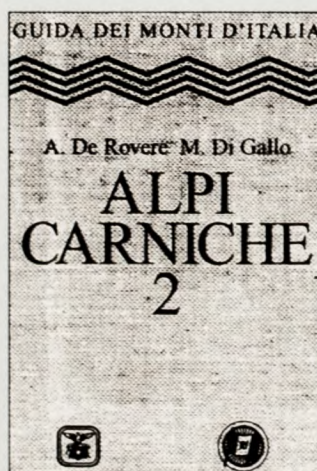 GUIDA DEI MONTI D'ITALIA
A. De Rovere M. Di Gallo
ALPI
CARNICHE
2